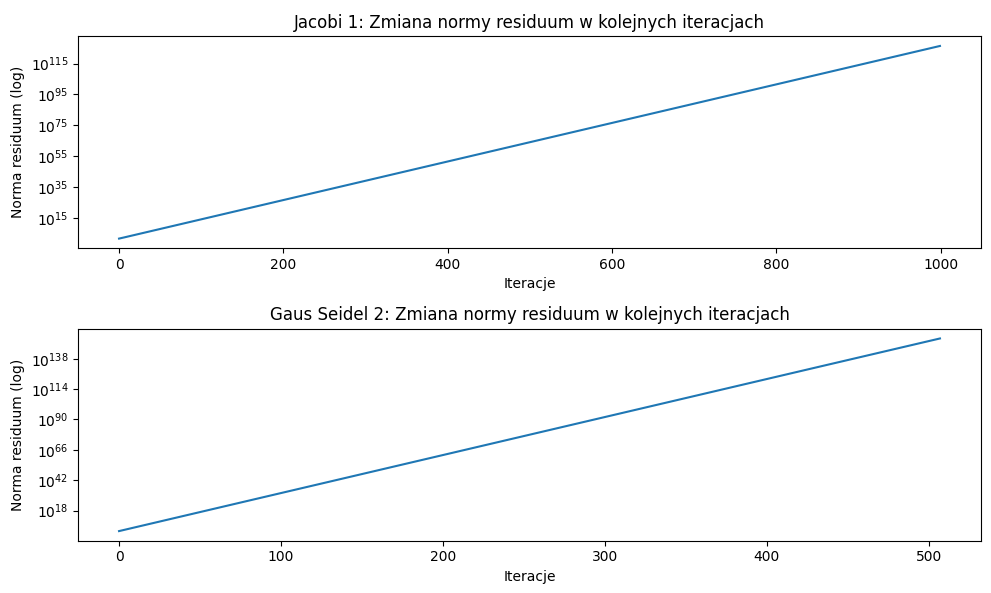 Jacobi 1: Zmiana normy residuum w kolejnych iteracjach
Norma residuum (log)
10^115
10^95
10^75
10^55
10^35
10^15
0 200 400 600 800 1000
Iteracje
Gaus Seidel 2: Zmiana normy residuum w kolejnych iteracjach
Norma residuum (log)
10^138
10^114
10^90
10^66
10^42
10^18
0 100 200 300 400 500
Iteracje